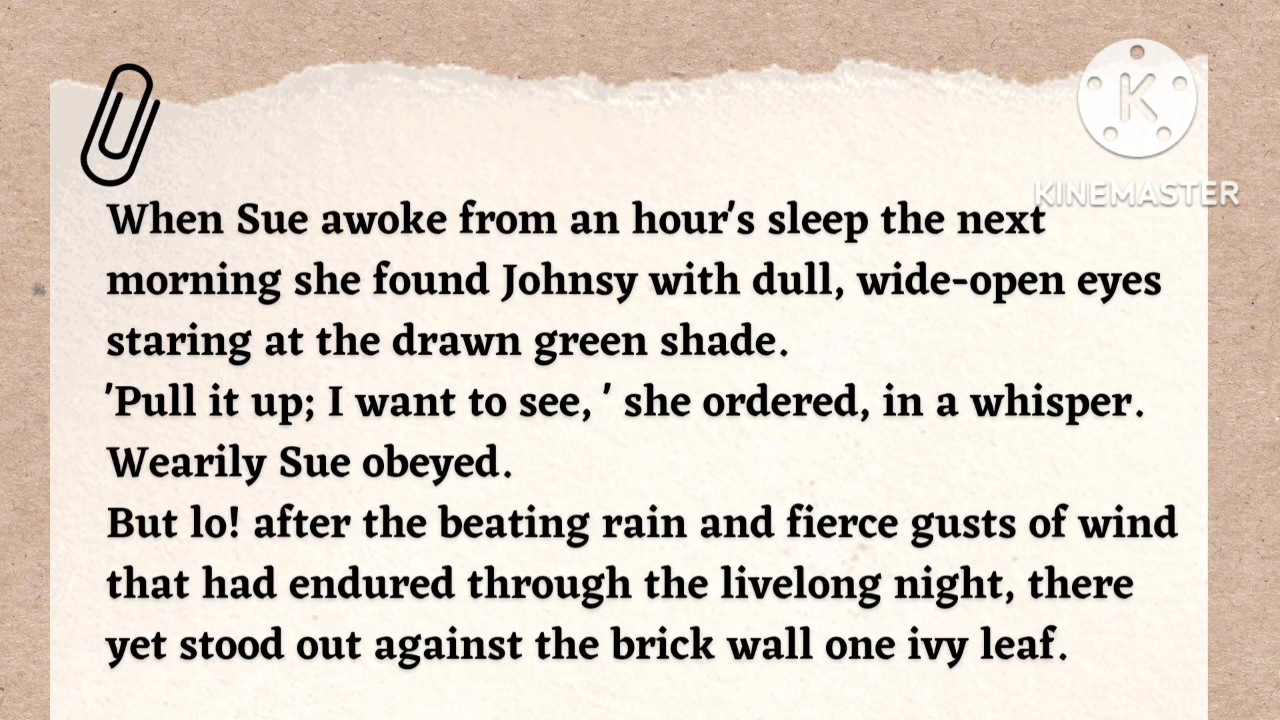 KINEMASTER
When Sue awoke from an hour's sleep the next
morning she found Johnsy with dull, wide-open eyes
staring at the drawn green shade.
'Pull it up; I want to see, ' she ordered, in a whisper.
Wearily Sue obeyed.
But lo! after the beating rain and fierce gusts of wind
that had endured through the livelong night, there
yet stood out against the brick wall one ivy leaf.